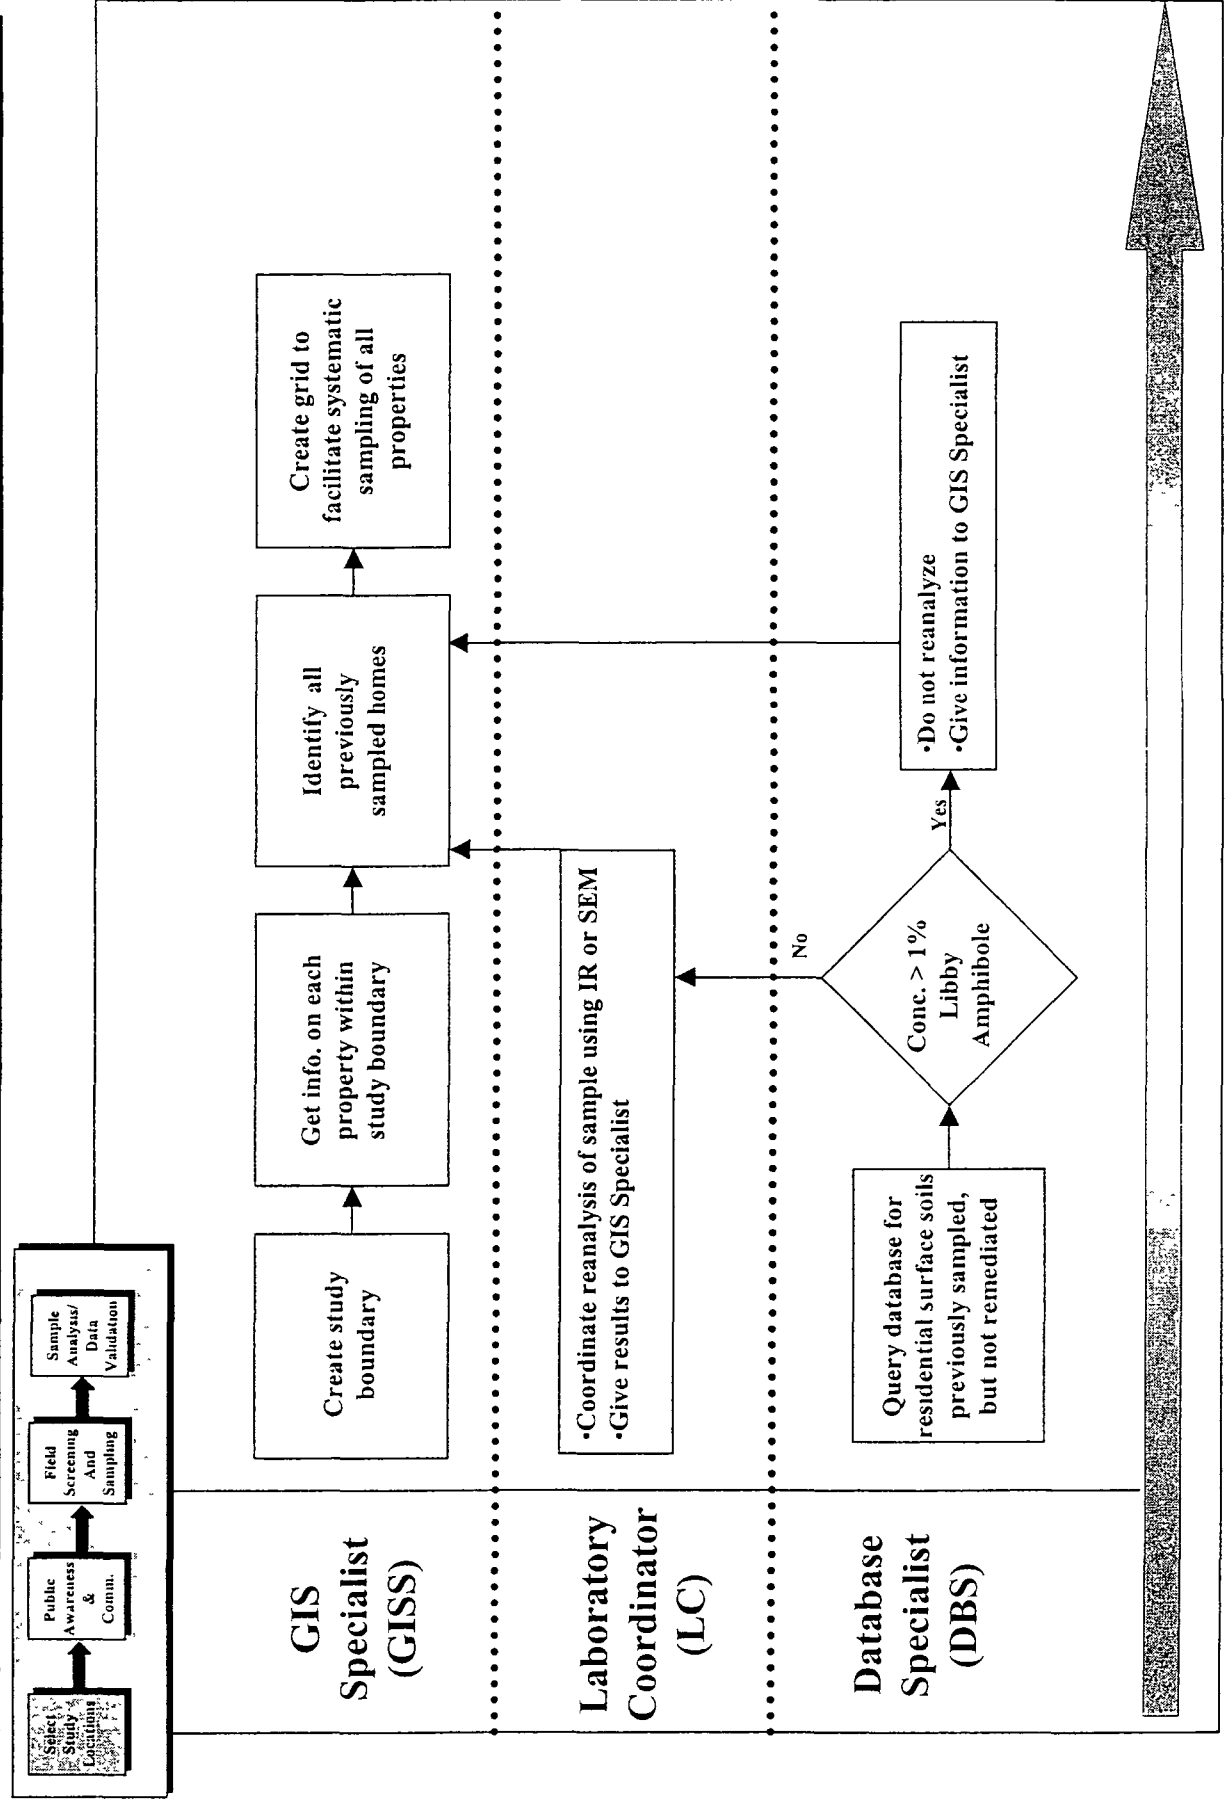 Select
Study
Locations
Public
Awareness
&
Comm.
Field
Screening
And
Sampling
Sample
Analysis/
Data
Validation
GIS
Specialist
(GISS)
Create study
boundary
Get info. on each
property within
study boundary
Identify all
previously
sampled homes
Create grid to
facilitate systematic
sampling of all
properties
Laboratory
Coordinator
(LC)
•Coordinate reanalysis of sample using IR or SEM
•Give results to GIS Specialist
Database
Specialist
(DBS)
Query database for
residential surface soils
previously sampled,
but not remediated
Conc. > 1%
Libby
Amphibole
No
Yes
•Do not reanalyze
•Give information to GIS Specialist